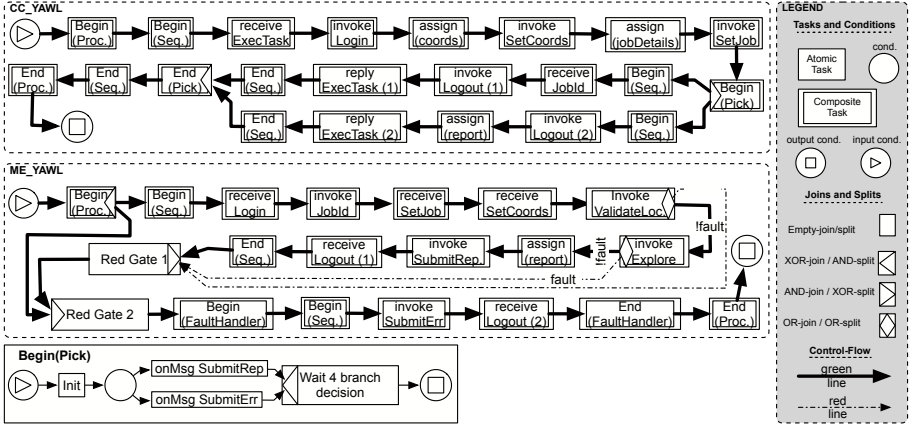 CC_YAWL
Begin
(Proc.)
Begin
(Seq.)
receive
ExecTask
invoke
Login
assign
(coords)
invoke
SetCoords
assign
(jobDetails)
invoke
SetJob
End
(Proc.)
End
(Seq.)
End
(Pick)
End
(Seq.)
reply
ExecTask (1)
invoke
Logout (1)
receive
JobId
Begin
(Seq.)
Begin
(Pick)
End
(Seq.)
reply
ExecTask (2)
assign
(report)
invoke
Logout (2)
Begin
(Seq.)
ME_YAWL
Begin
(Proc.)
Begin
(Seq.)
receive
Login
invoke
JobId
receive
SetJob
receive
SetCoords
Invoke
ValidateLoc.
!fault
Red Gate 1
End
(Seq.)
receive
Logout (1)
invoke
SubmitRep.
assign
(report)
!fault
invoke
Explore
fault
Red Gate 2
Begin
(FaultHandler)
Begin
(Seq.)
invoke
SubmitErr
receive
Logout (2)
End
(FaultHandler)
End
(Proc.)
Begin(Pick)
Init
onMsg SubmitRep
onMsg SubmitErr
Wait 4 branch
decision
LEGEND
Tasks and Conditions
Atomic
Task
cond.
Composite
Task
output cond.
input cond.
Joins and Splits
Empty-join/split
XOR-join / AND-split
AND-join / XOR-split
OR-join / OR-split
Control-Flow
green
line
red
line